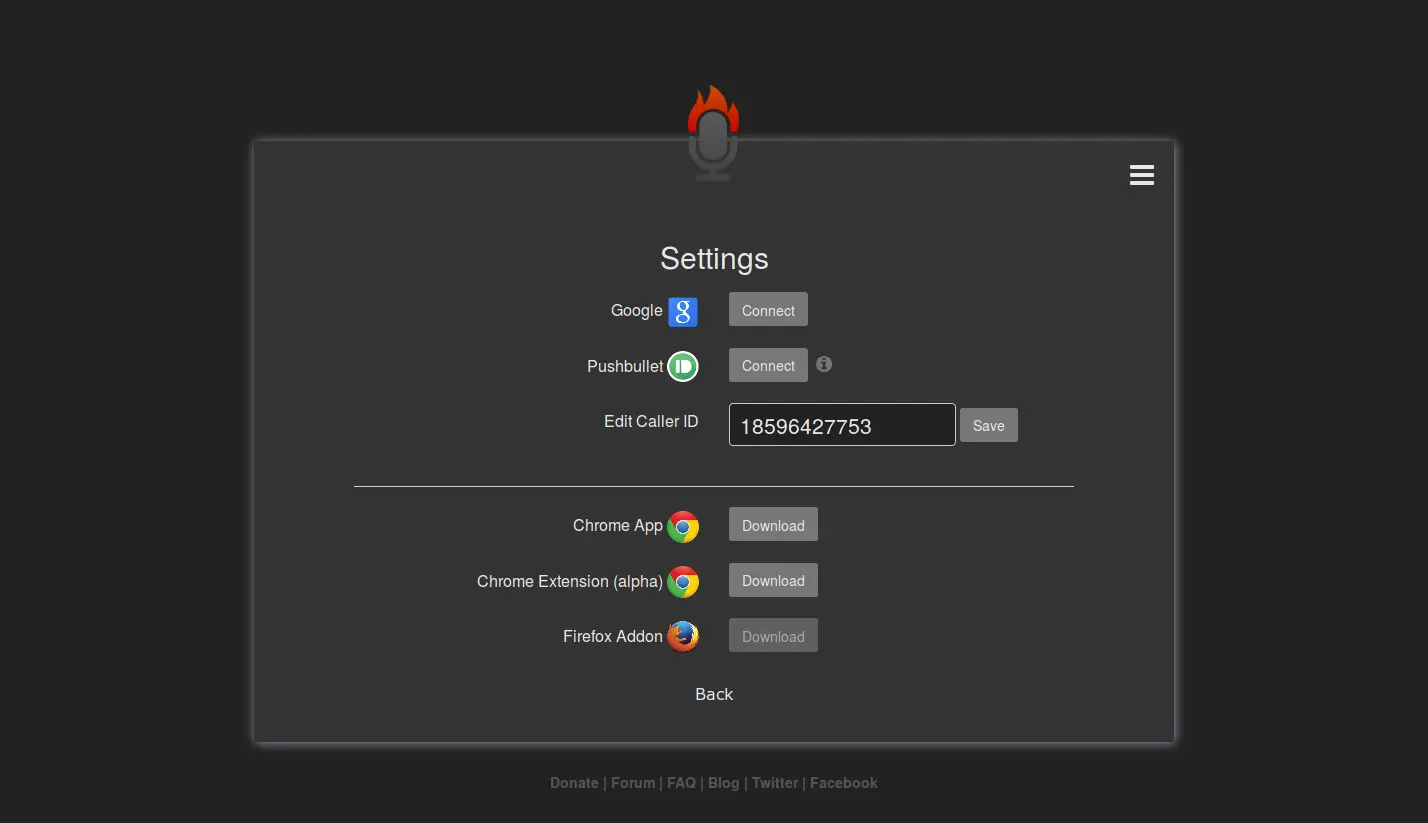 Settings
Google Connect
Pushbullet Connect
Edit Caller ID 18596427753 Save
Chrome App Download
Chrome Extension (alpha) Download
Firefox Addon Download
Back
Donate | Forum | FAQ | Blog | Twitter | Facebook